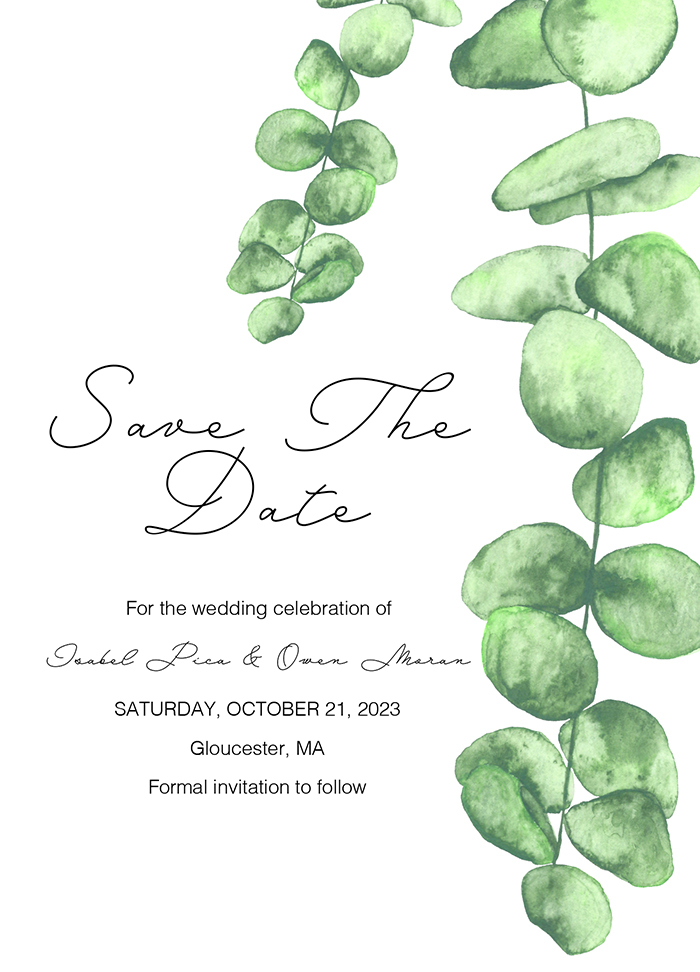 Save The
Date
For the wedding celebration of
Isabel Pica & Owen Moran
SATURDAY, OCTOBER 21, 2023
Gloucester, MA
Formal invitation to follow